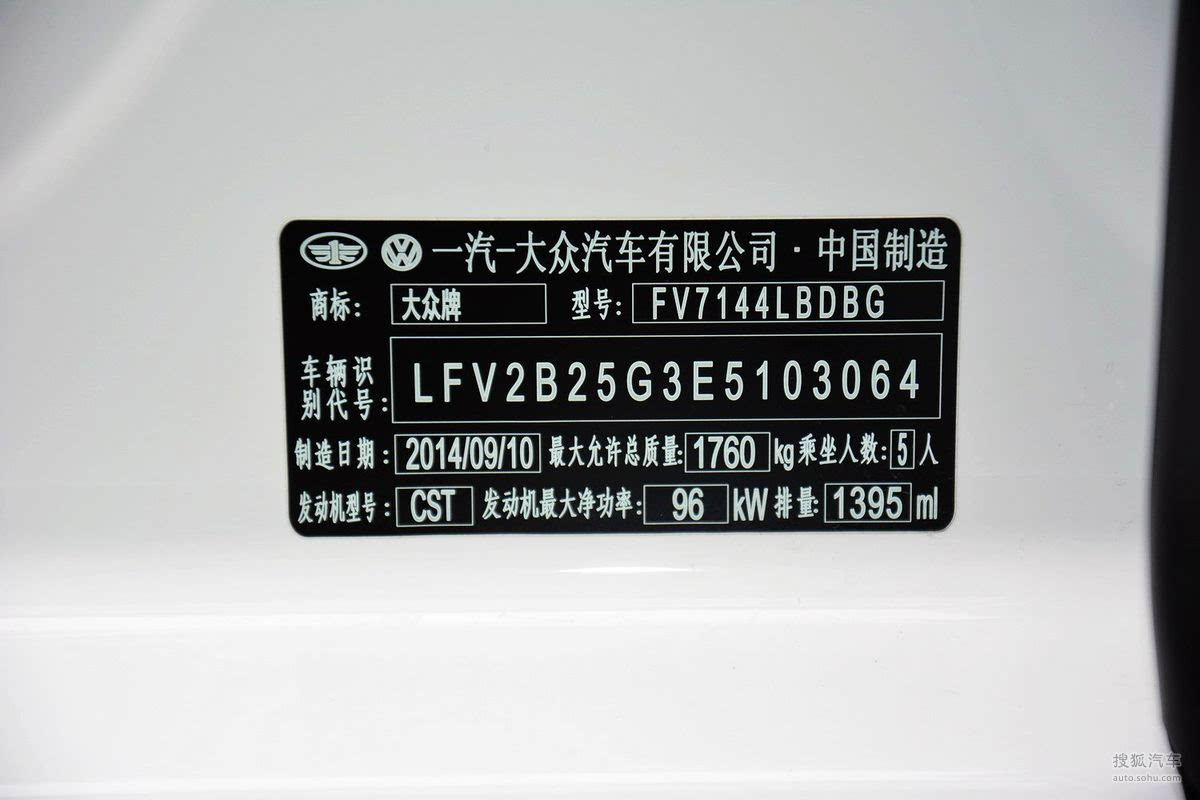 一汽-大众汽车有限公司·中国制造
商标: 大众牌 型号: FV7144LBDBG
车辆识别代号: LFV2B25G3E5103064
制造日期: 2014/09/10 最大允许总质量: 1760 kg 乘坐人数: 5 人
发动机型号: CST 发动机最大净功率: 96 kW 排量: 1395 ml
搜狐汽车
auto.sohu.com